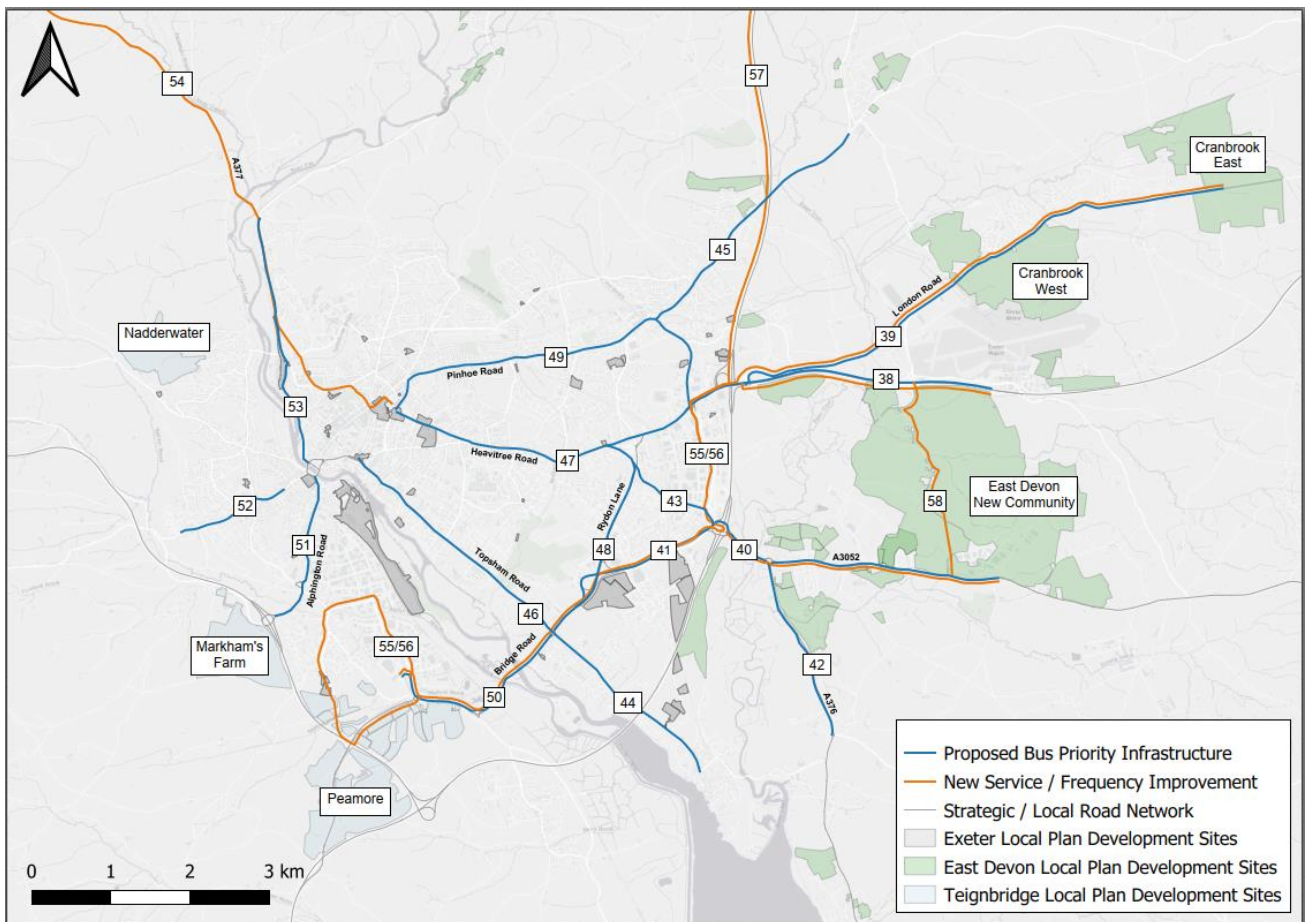 54
57
A377
Cranbrook
East
45
Cranbrook
West
London Road
Nadderwater
39
49
Pinhoe Road
38
53
55/56
Heavitree Road
47
East Devon
New Community
43
58
52
Rydon Lane
51
48
41
40
A3052
Alphington Road
Topsham Road
46
Markham's
Farm
55/56
Bridge Road
42
50
44
A376
Peamore
Proposed Bus Priority Infrastructure
New Service / Frequency Improvement
Strategic / Local Road Network
Exeter Local Plan Development Sites
East Devon Local Plan Development Sites
Teignbridge Local Plan Development Sites
0 1 2 3 km